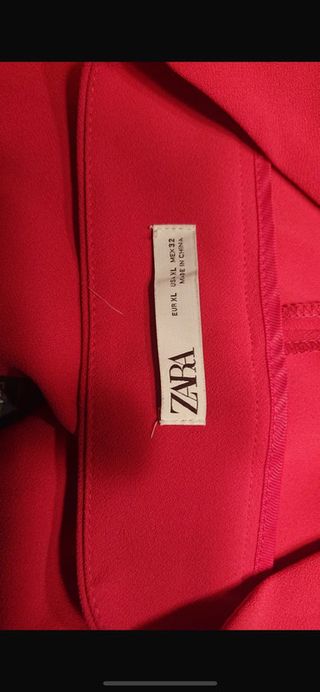 ZARA
EUR XL USA XL MEX 32
MADE IN CHINA